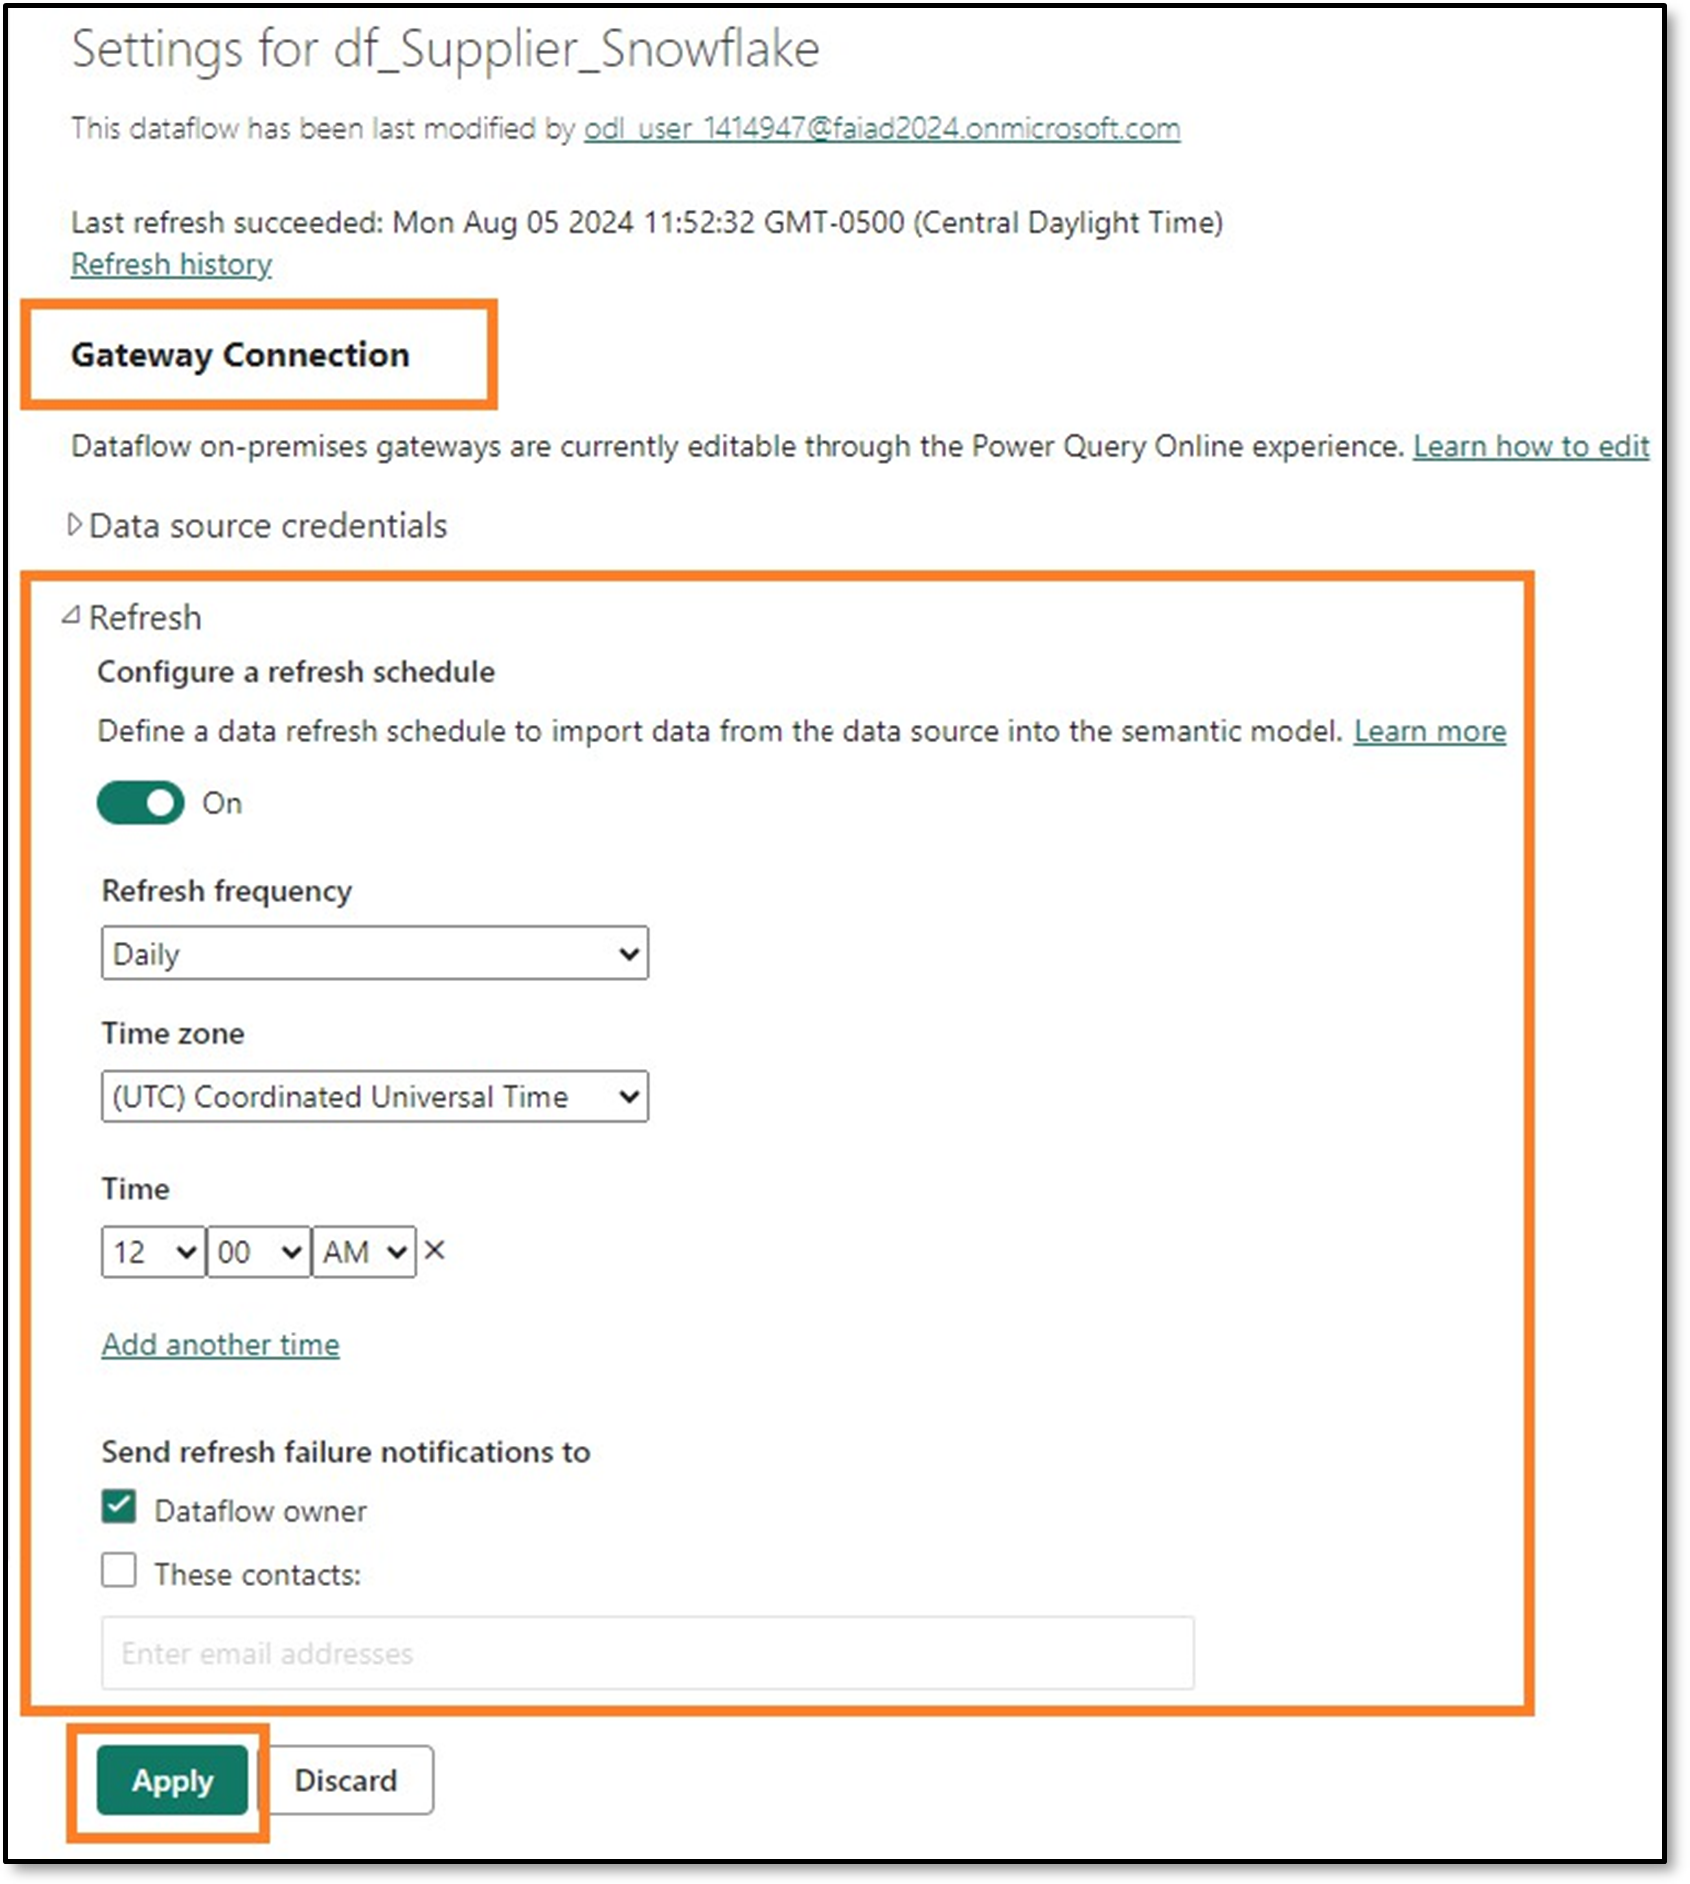 Settings for df_Supplier_Snowflake
This dataflow has been last modified by odl_user_1414947@faiad2024.onmicrosoft.com
Last refresh succeeded: Mon Aug 05 2024 11:52:32 GMT-0500 (Central Daylight Time)
Refresh history
Gateway Connection
Dataflow on-premises gateways are currently editable through the Power Query Online experience. Learn how to edit
Data source credentials
Refresh
Configure a refresh schedule
Define a data refresh schedule to import data from the data source into the semantic model. Learn more
On
Refresh frequency
Daily
Time zone
(UTC) Coordinated Universal Time
Time
12 00 AM
Add another time
Send refresh failure notifications to
Dataflow owner
These contacts:
Enter email addresses
Apply Discard